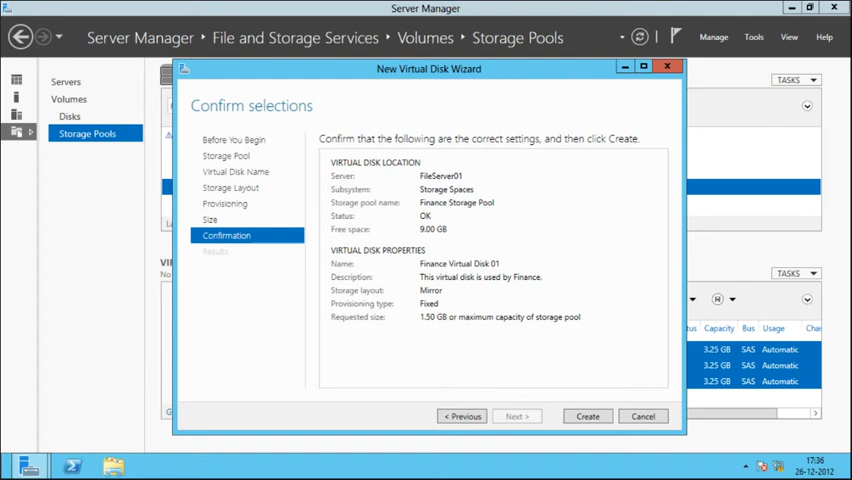 Server Manager
Server Manager › File and Storage Services › Volumes › Storage Pools
Manage Tools View Help
Servers
Volumes
Disks
Storage Pools
TASKS
New Virtual Disk Wizard
Confirm selections
Before You Begin
Storage Pool
Virtual Disk Name
Storage Layout
Provisioning
Size
Confirmation
Results
Confirm that the following are the correct settings, and then click Create.
VIRTUAL DISK LOCATION
Server: FileServer01
Subsystem: Storage Spaces
Storage pool name: Finance Storage Pool
Status: OK
Free space: 9.00 GB
VIRTUAL DISK PROPERTIES
Name: Finance Virtual Disk 01
Description: This virtual disk is used by Finance.
Storage layout: Mirror
Provisioning type: Fixed
Requested size: 1.50 GB or maximum capacity of storage pool
< Previous Next > Create Cancel
TASKS
Capacity Bus Usage
3.25 GB SAS Automatic
3.25 GB SAS Automatic
3.25 GB SAS Automatic
17:36
26-12-2012